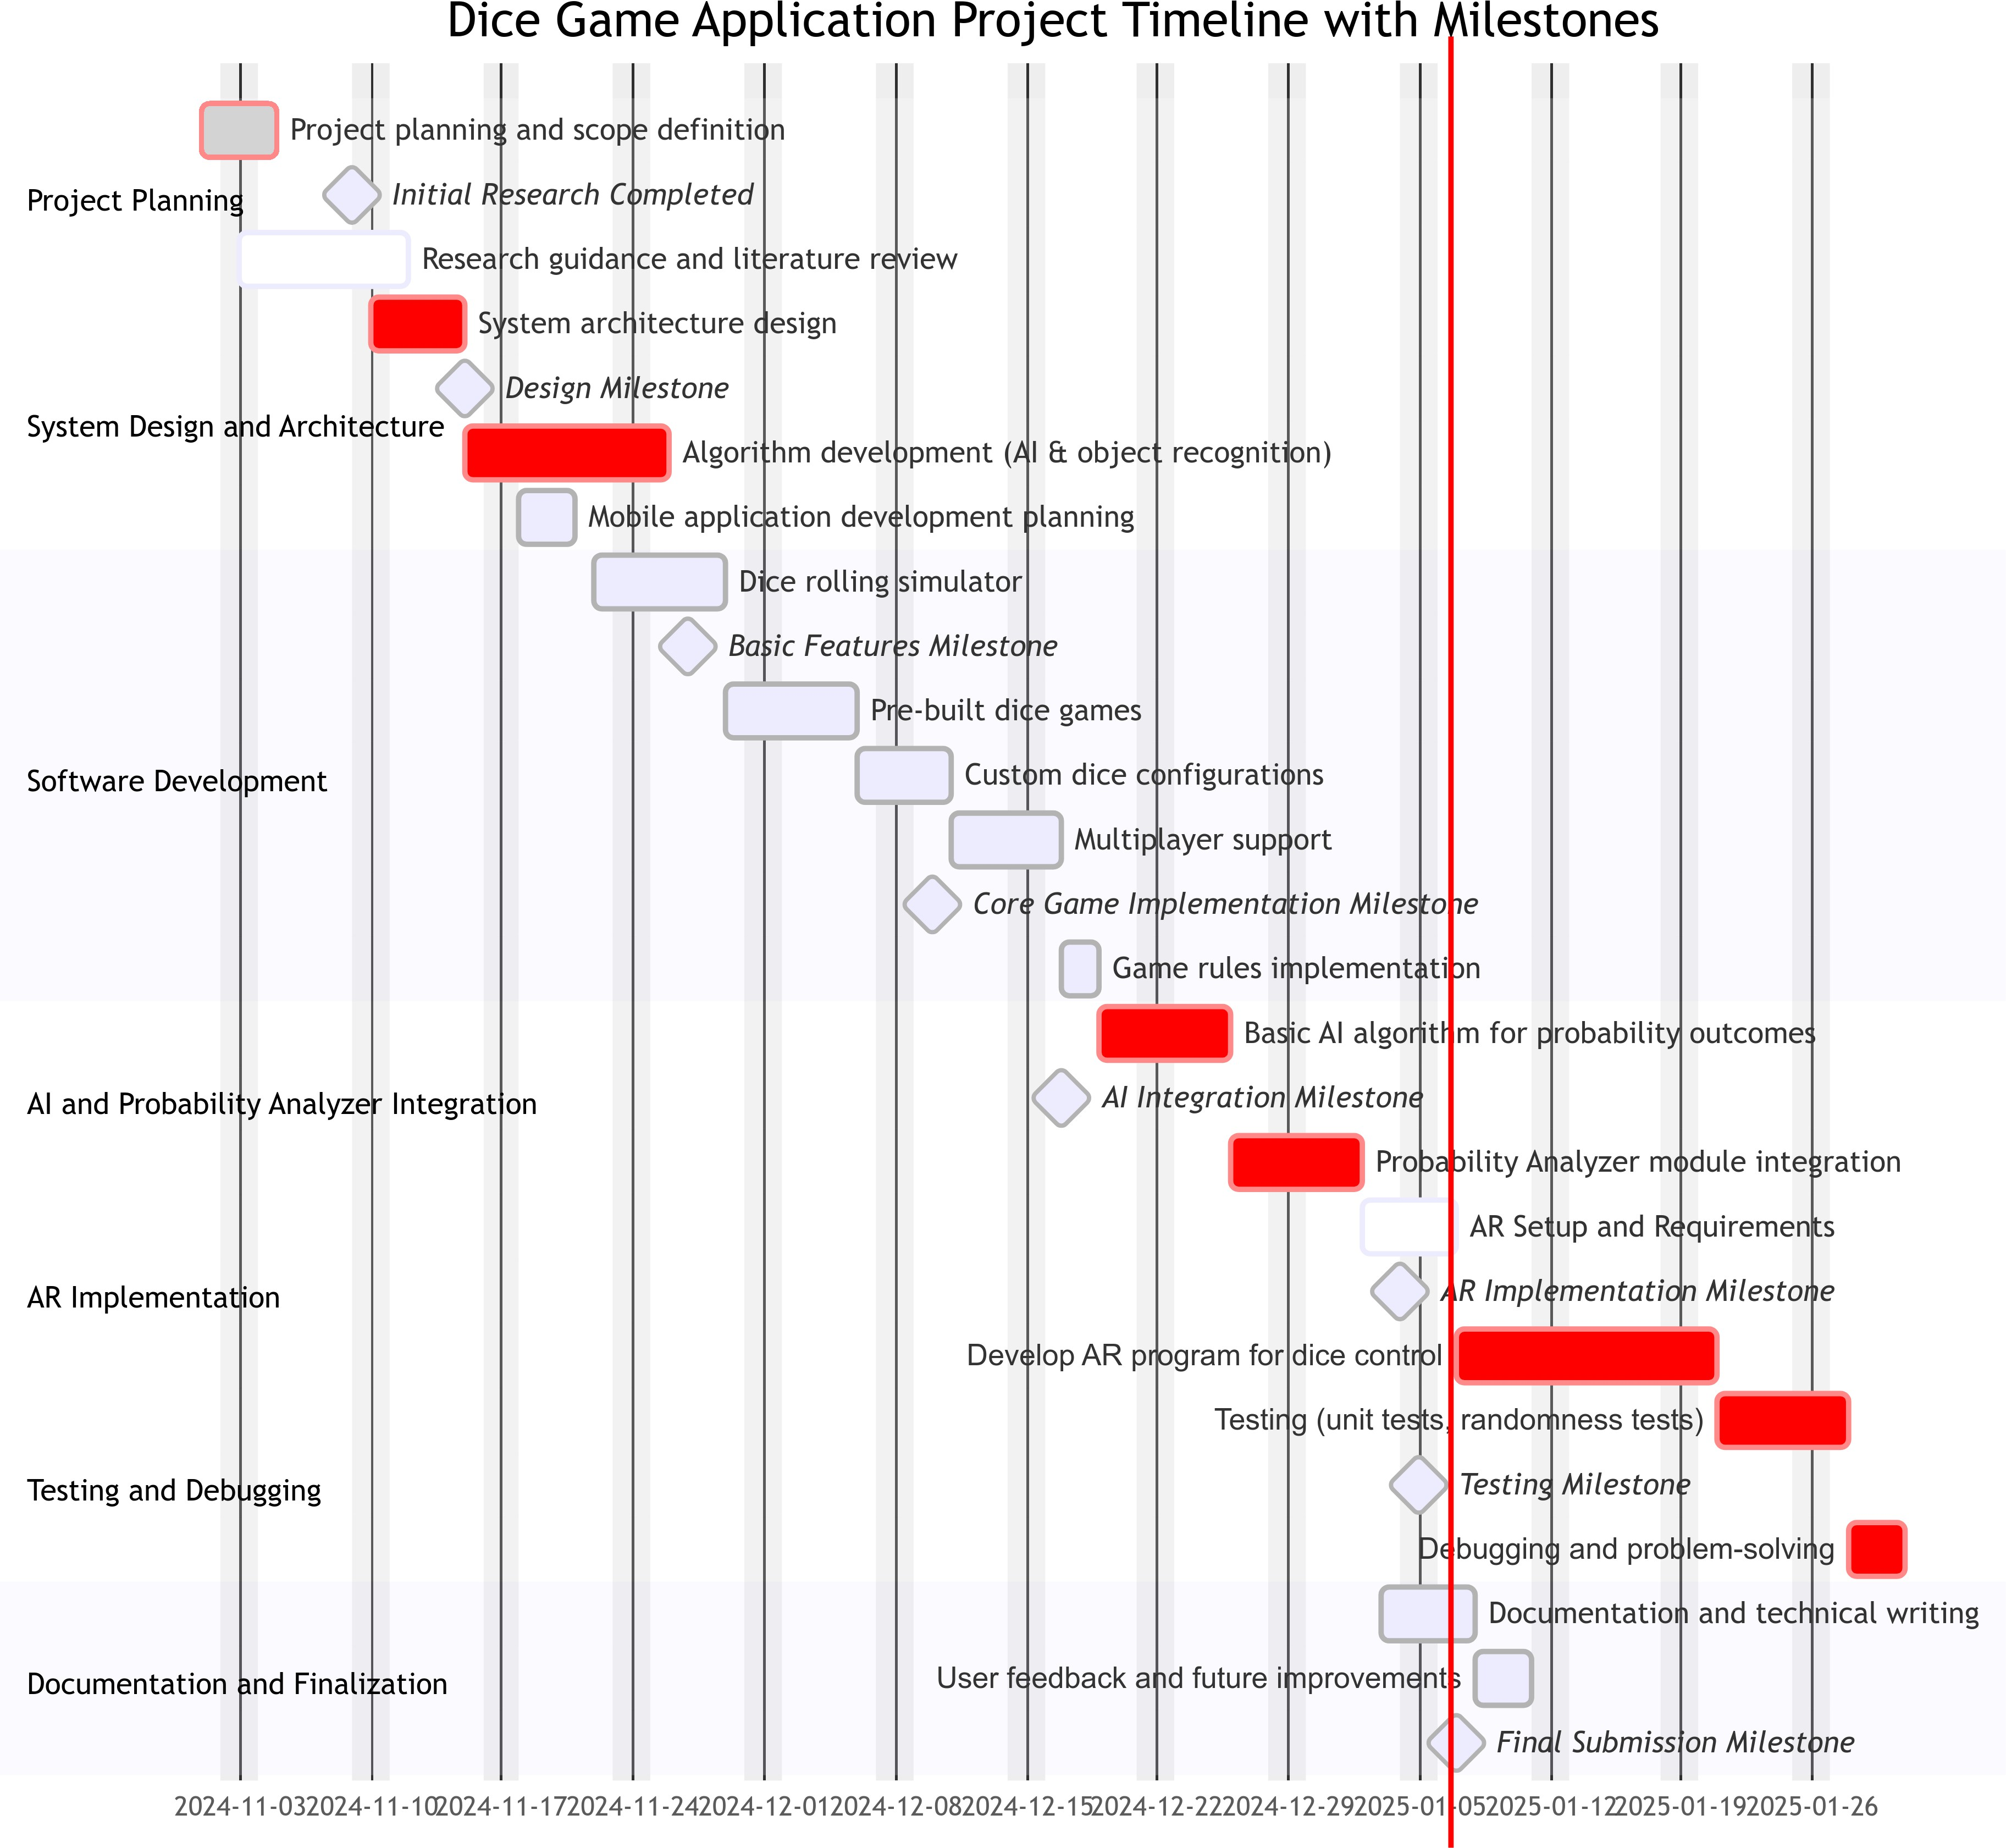 Dice Game Application Project Timeline with Milestones
Project planning and scope definition
Initial Research Completed
Project Planning
Research guidance and literature review
System architecture design
Design Milestone
System Design and Architecture
Algorithm development (AI & object recognition)
Mobile application development planning
Dice rolling simulator
Basic Features Milestone
Pre-built dice games
Custom dice configurations
Software Development
Multiplayer support
Core Game Implementation Milestone
Game rules implementation
Basic AI algorithm for probability outcomes
AI Integration Milestone
AI and Probability Analyzer Integration
Probability Analyzer module integration
AR Setup and Requirements
AR Implementation Milestone
AR Implementation
Develop AR program for dice control
Testing (unit tests, randomness tests)
Testing Milestone
Testing and Debugging
Debugging and problem-solving
Documentation and technical writing
User feedback and future improvements
Documentation and Finalization
Final Submission Milestone
2024-11-03 2024-11-10 2024-11-17 2024-11-24 2024-12-01 2024-12-08 2024-12-15 2024-12-22 2024-12-29 2025-01-05 2025-01-12 2025-01-19 2025-01-26